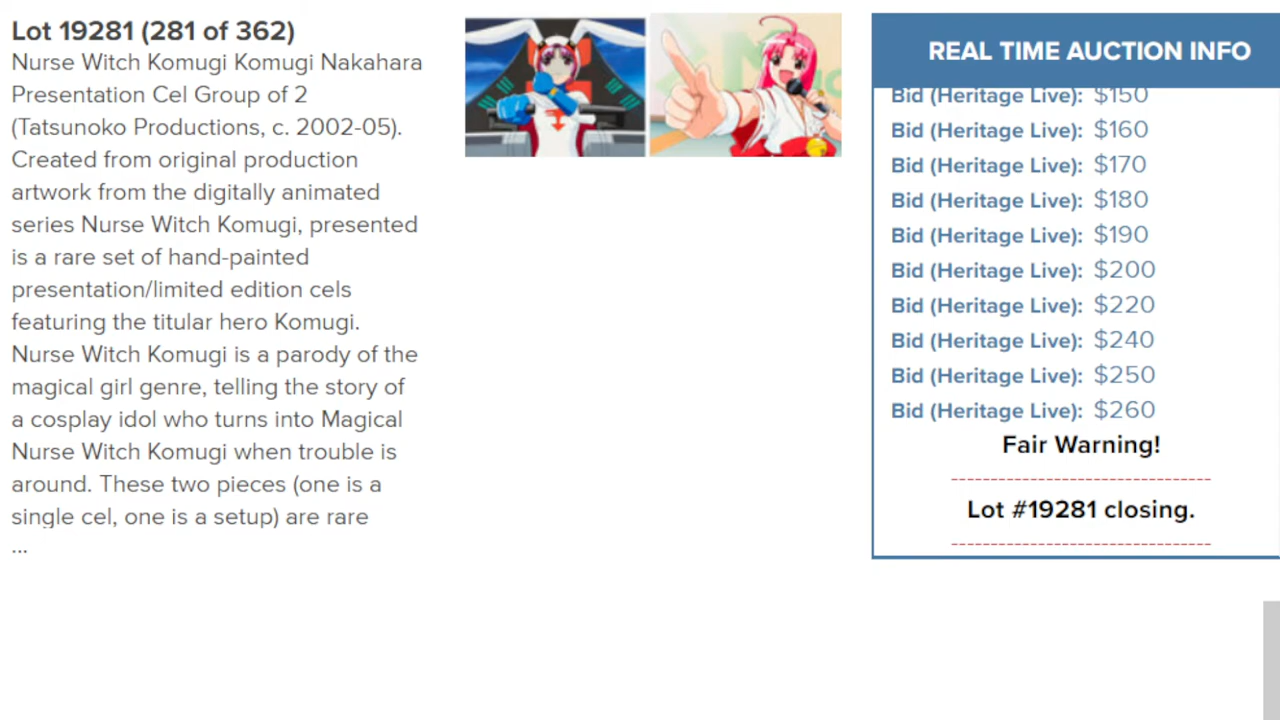 Lot 19281 (281 of 362)
Nurse Witch Komugi Komugi Nakahara
Presentation Cel Group of 2
(Tatsunoko Productions, c. 2002-05).
Created from original production
artwork from the digitally animated
series Nurse Witch Komugi, presented
is a rare set of hand-painted
presentation/limited edition cels
featuring the titular hero Komugi.
Nurse Witch Komugi is a parody of the
magical girl genre, telling the story of
a cosplay idol who turns into Magical
Nurse Witch Komugi when trouble is
around. These two pieces (one is a
single cel, one is a setup) are rare
...
REAL TIME AUCTION INFO
Bid (Heritage Live): $150
Bid (Heritage Live): $160
Bid (Heritage Live): $170
Bid (Heritage Live): $180
Bid (Heritage Live): $190
Bid (Heritage Live): $200
Bid (Heritage Live): $220
Bid (Heritage Live): $240
Bid (Heritage Live): $250
Bid (Heritage Live): $260
Fair Warning!
Lot #19281 closing.